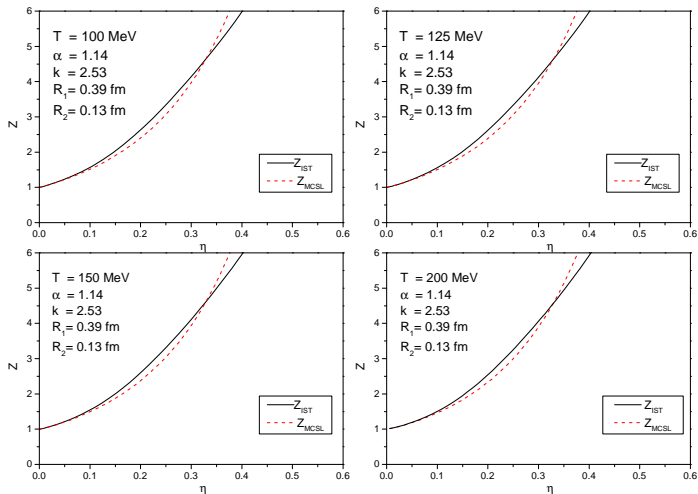 6
5
4
3
2
1
0
Z
T = 100 MeV
α = 1.14
k = 2.53
R1= 0.39 fm
R2= 0.13 fm
ZIST
ZMCSL
0.0 0.1 0.2 0.3 0.4 0.5 0.6
η
6
5
4
3
2
1
0
Z
T = 125 MeV
α = 1.14
k = 2.53
R1= 0.39 fm
R2= 0.13 fm
ZIST
ZMCSL
0.0 0.1 0.2 0.3 0.4 0.5 0.6
η
6
5
4
3
2
1
0
Z
T = 150 MeV
α = 1.14
k = 2.53
R1= 0.39 fm
R2= 0.13 fm
ZIST
ZMCSL
0.0 0.1 0.2 0.3 0.4 0.5 0.6
η
6
5
4
3
2
1
0
Z
T = 200 MeV
α = 1.14
k = 2.53
R1= 0.39 fm
R2= 0.13 fm
ZIST
ZMCSL
0.0 0.1 0.2 0.3 0.4 0.5 0.6
η